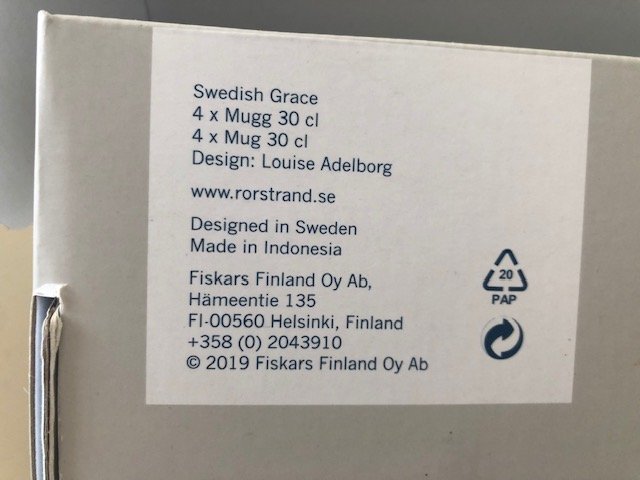 Swedish Grace
4 x Mugg 30 cl
4 x Mug 30 cl
Design: Louise Adelborg
www.rorstrand.se
Designed in Sweden
Made in Indonesia
Fiskars Finland Oy Ab,
Hämeentie 135
FI-00560 Helsinki, Finland
+358 (0) 2043910
© 2019 Fiskars Finland Oy Ab
20
PAP